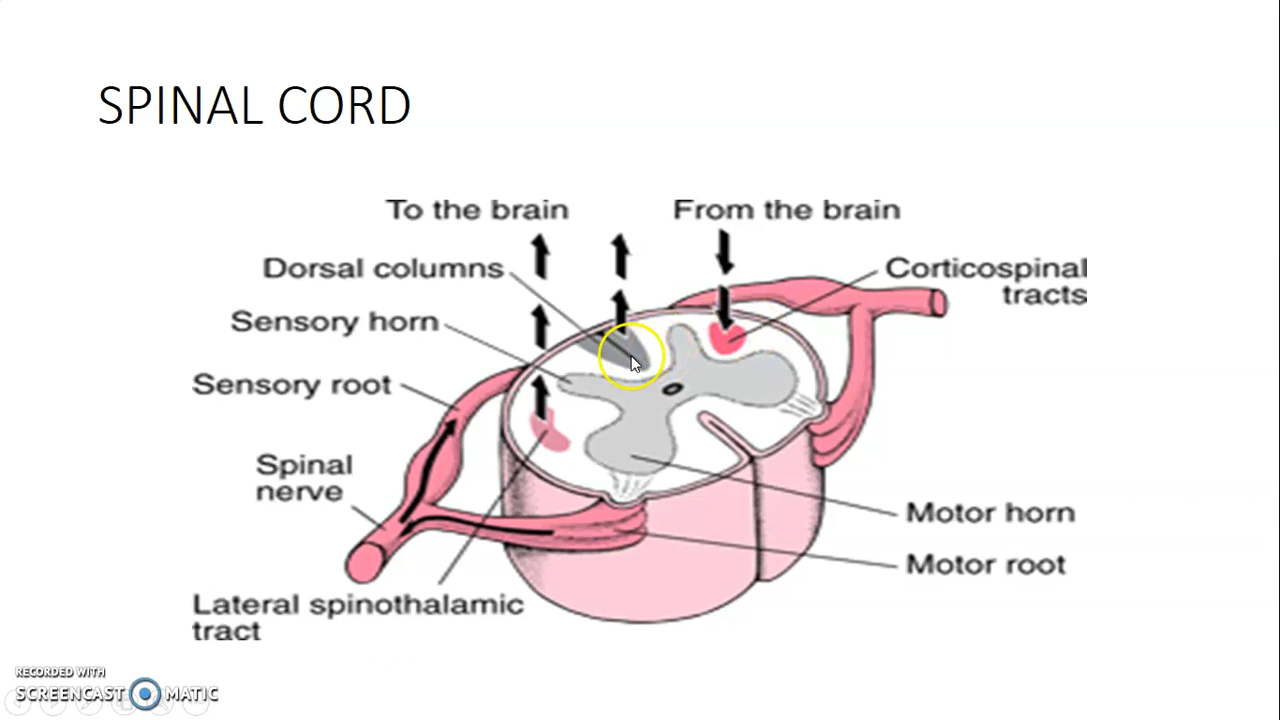 SPINAL CORD
To the brain
From the brain
Dorsal columns
Corticospinal
tracts
Sensory horn
Sensory root
Spinal
nerve
Motor horn
Motor root
Lateral spinothalamic
tract
RECORDED WITH
SCREENCAST MATIC